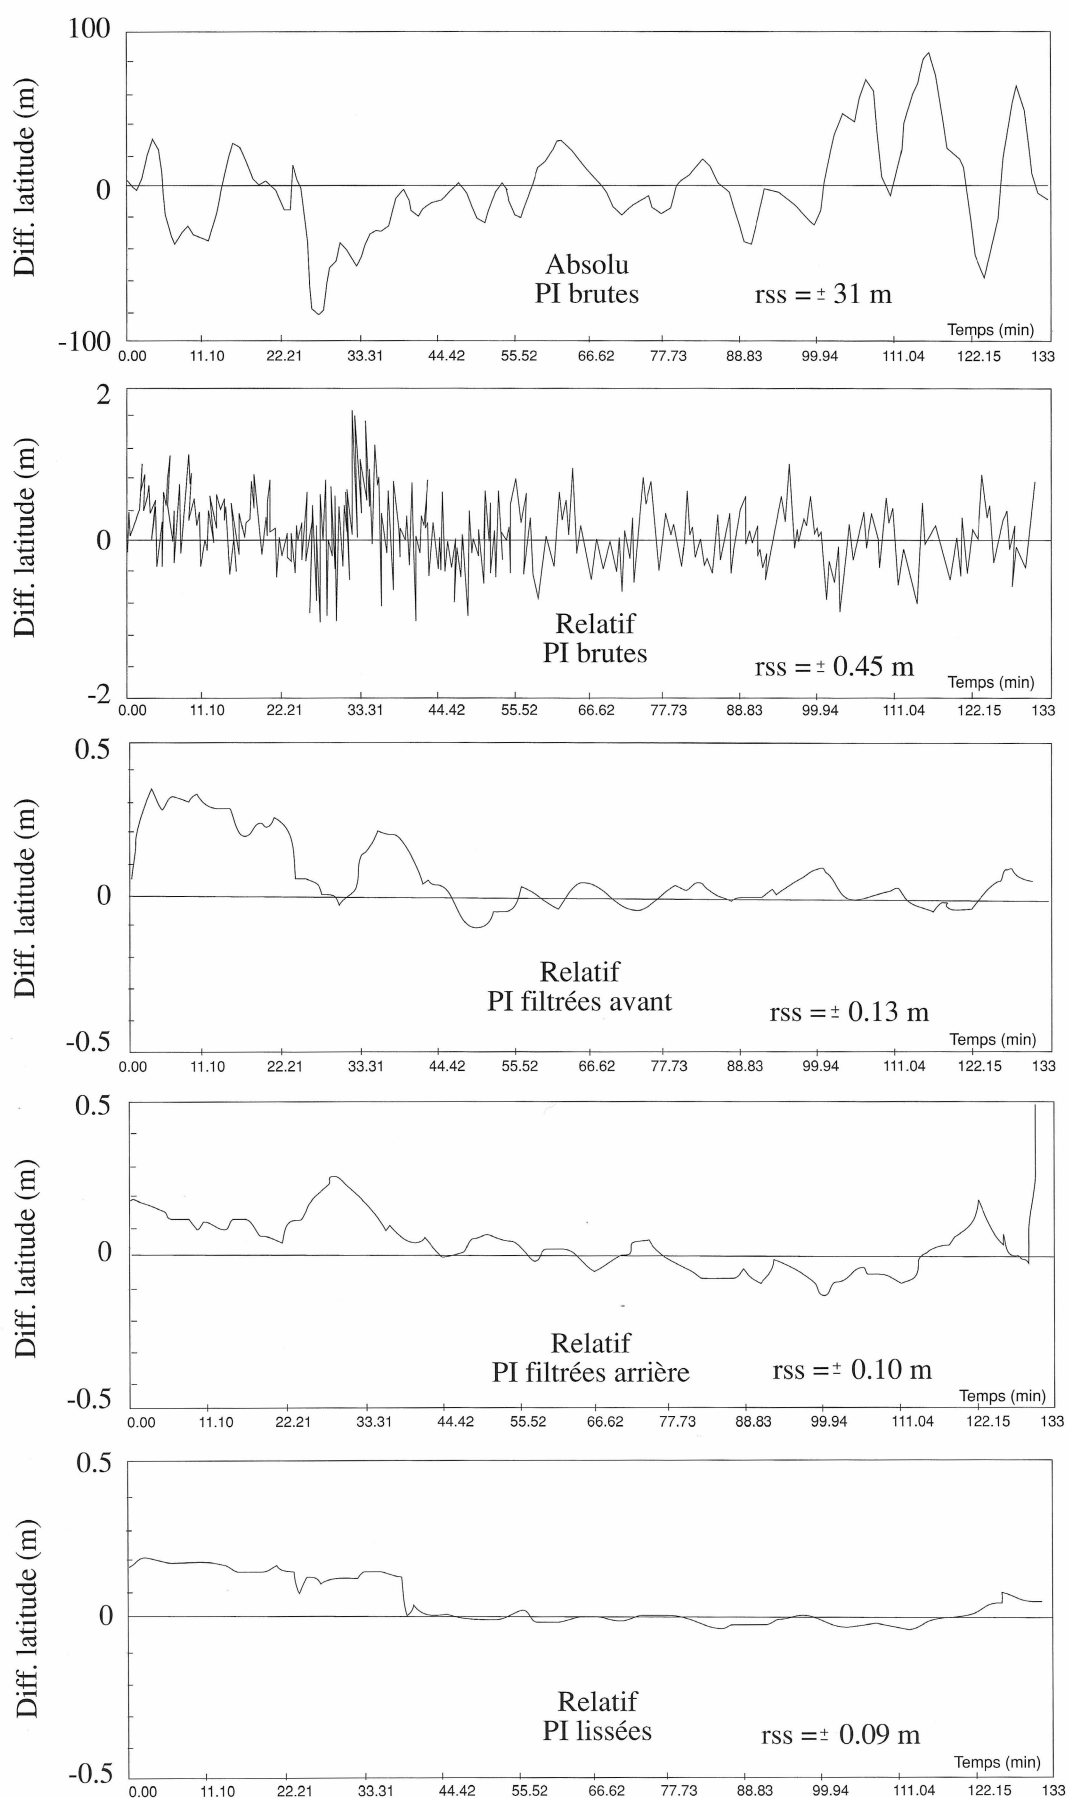 100
Diff. latitude (m)
0
Absolu
PI brutes
rss = ± 31 m
Temps (min)
-100
0.00 11.10 22.21 33.31 44.42 55.52 66.62 77.73 88.83 99.94 111.04 122.15 133
2
Diff. latitude (m)
0
Relatif
PI brutes
rss = ± 0.45 m
Temps (min)
-2
0.00 11.10 22.21 33.31 44.42 55.52 66.62 77.73 88.83 99.94 111.04 122.15 133
0.5
Diff. latitude (m)
0
Relatif
PI filtrées avant
rss = ± 0.13 m
Temps (min)
-0.5
0.00 11.10 22.21 33.31 44.42 55.52 66.62 77.73 88.83 99.94 111.04 122.15 133
0.5
Diff. latitude (m)
0
Relatif
PI filtrées arrière
rss = ± 0.10 m
Temps (min)
-0.5
0.00 11.10 22.21 33.31 44.42 55.52 66.62 77.73 88.83 99.94 111.04 122.15 133
0.5
Diff. latitude (m)
0
Relatif
PI lissées
rss = ± 0.09 m
Temps (min)
-0.5
0.00 11.10 22.21 33.31 44.42 55.52 66.62 77.73 88.83 99.94 111.04 122.15 133